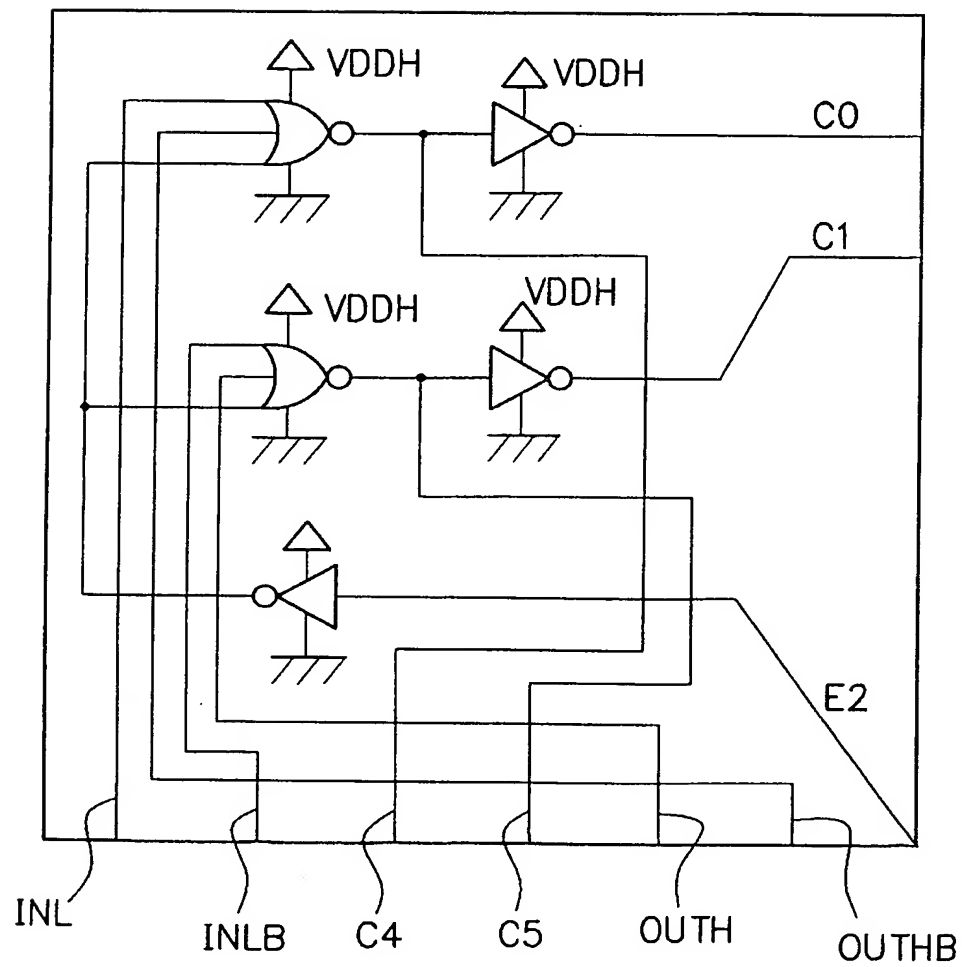 VDDH
VDDH
C0
C1
VDDH
VDDH
E2
INL
INLB
C4
C5
OUTH
OUTHB